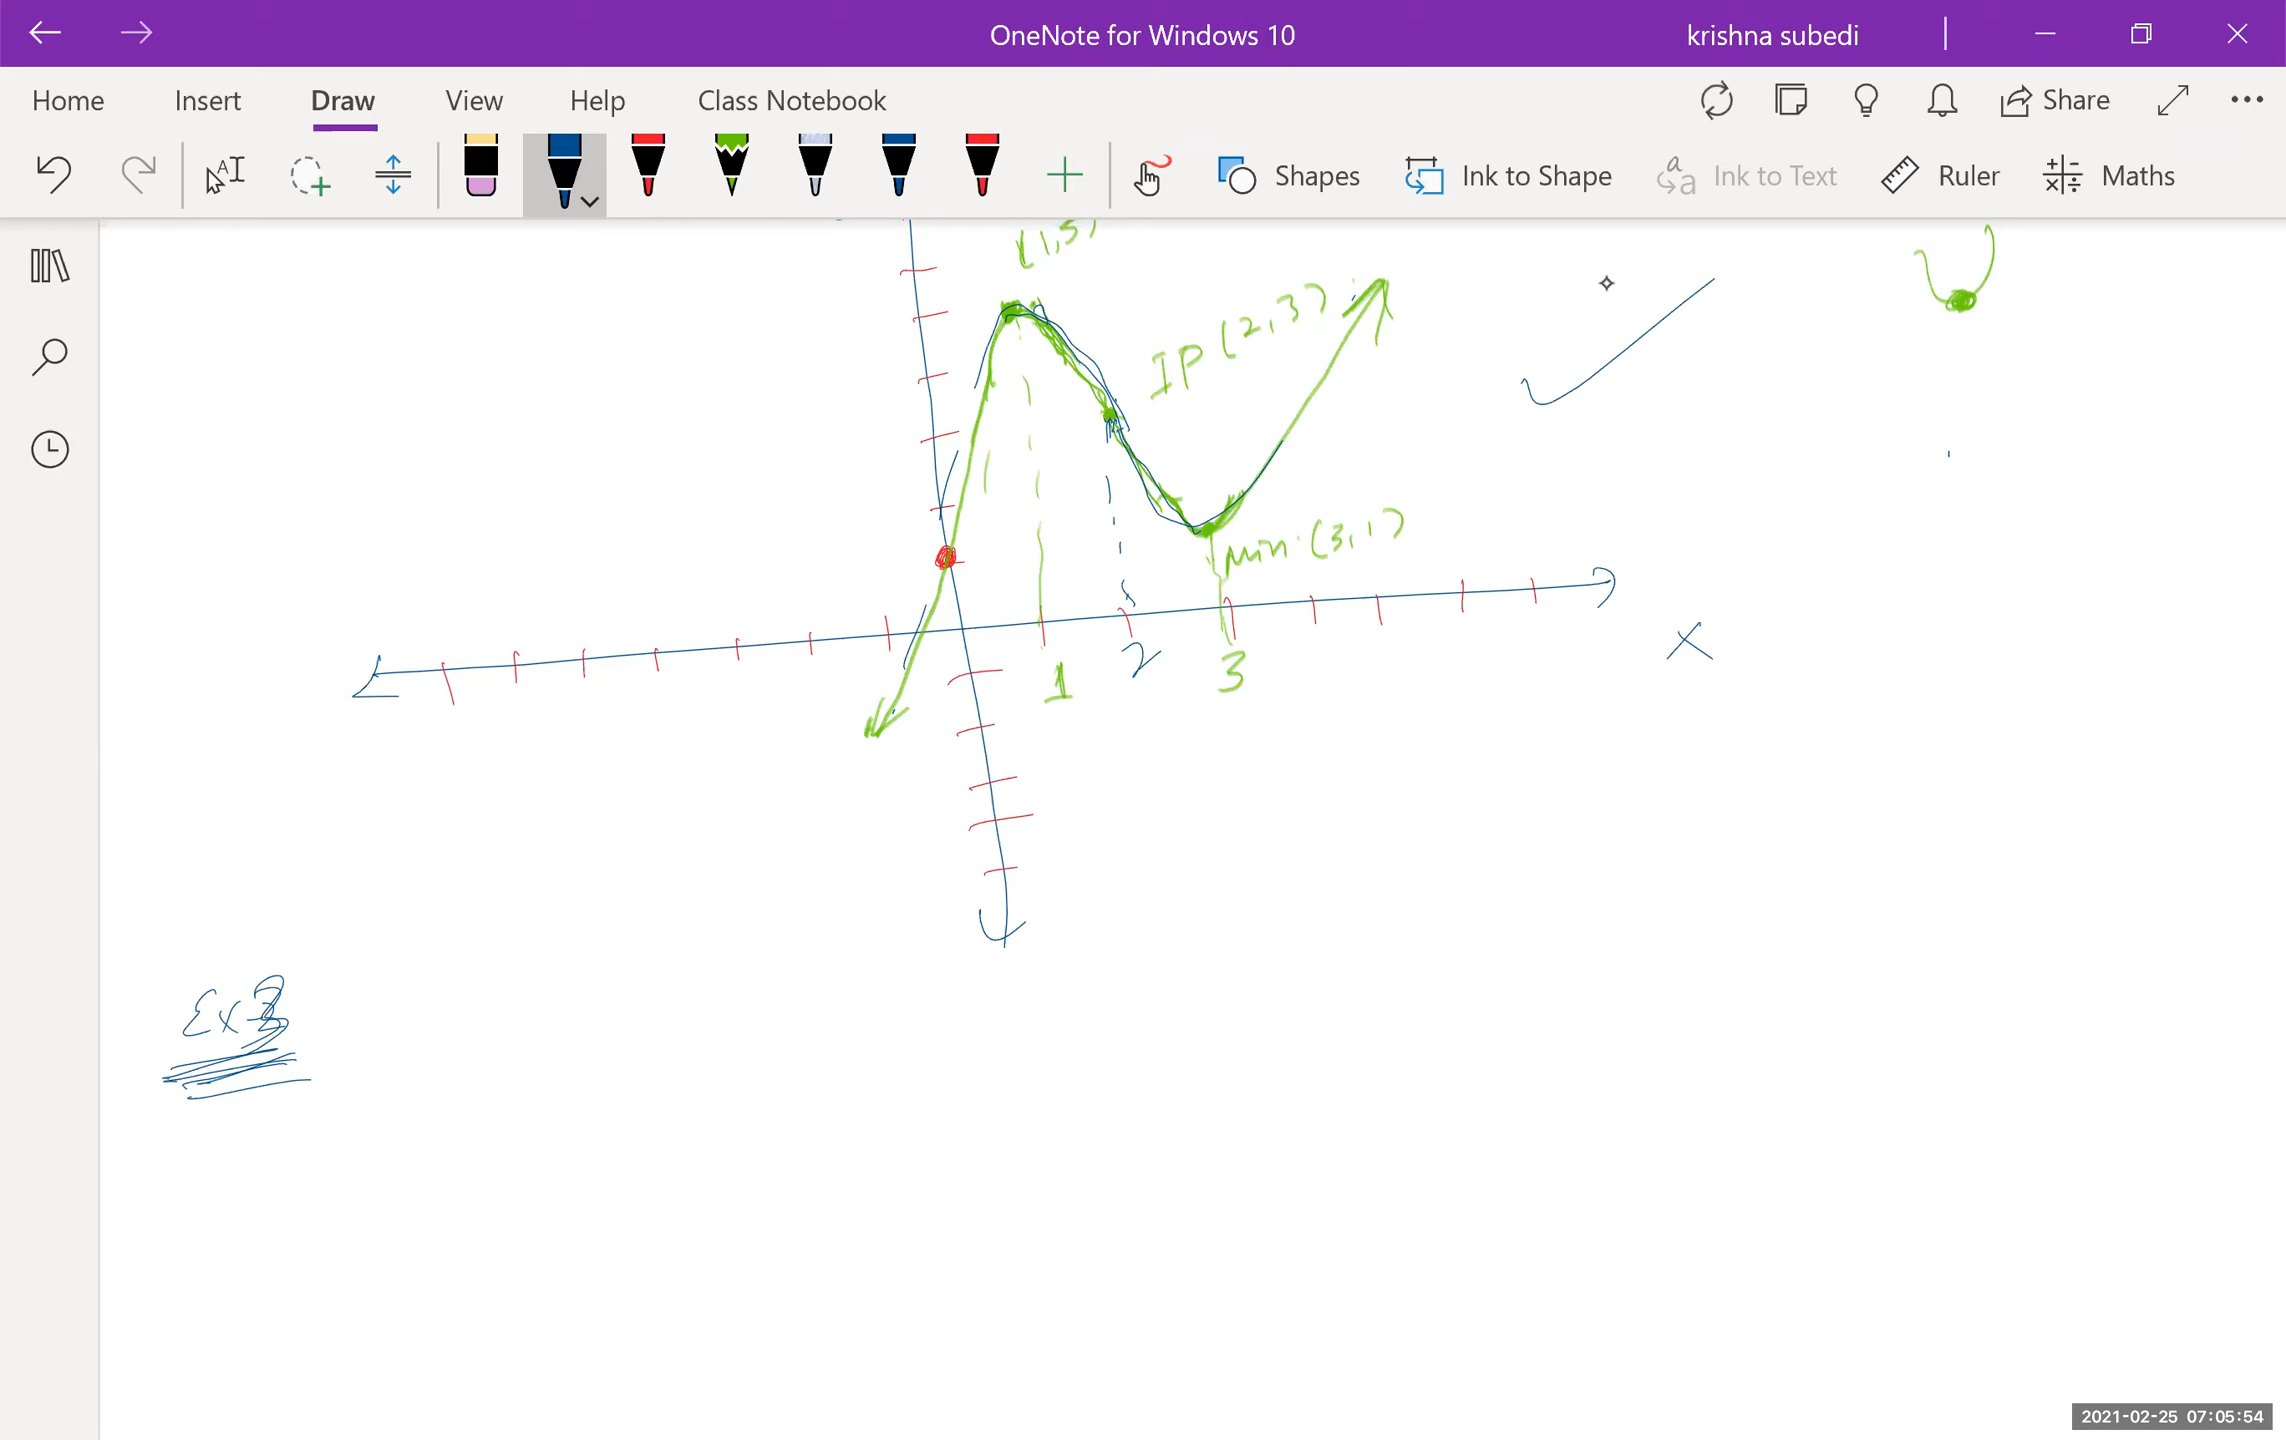 OneNote for Windows 10
krishna subedi
Home Insert Draw View Help Class Notebook
Share
Shapes Ink to Shape Ink to Text Ruler Maths
(1,5)
IP (2,3)
min. (3,1)
1 2 3
X
Ex 3
2021-02-25 07:05:54